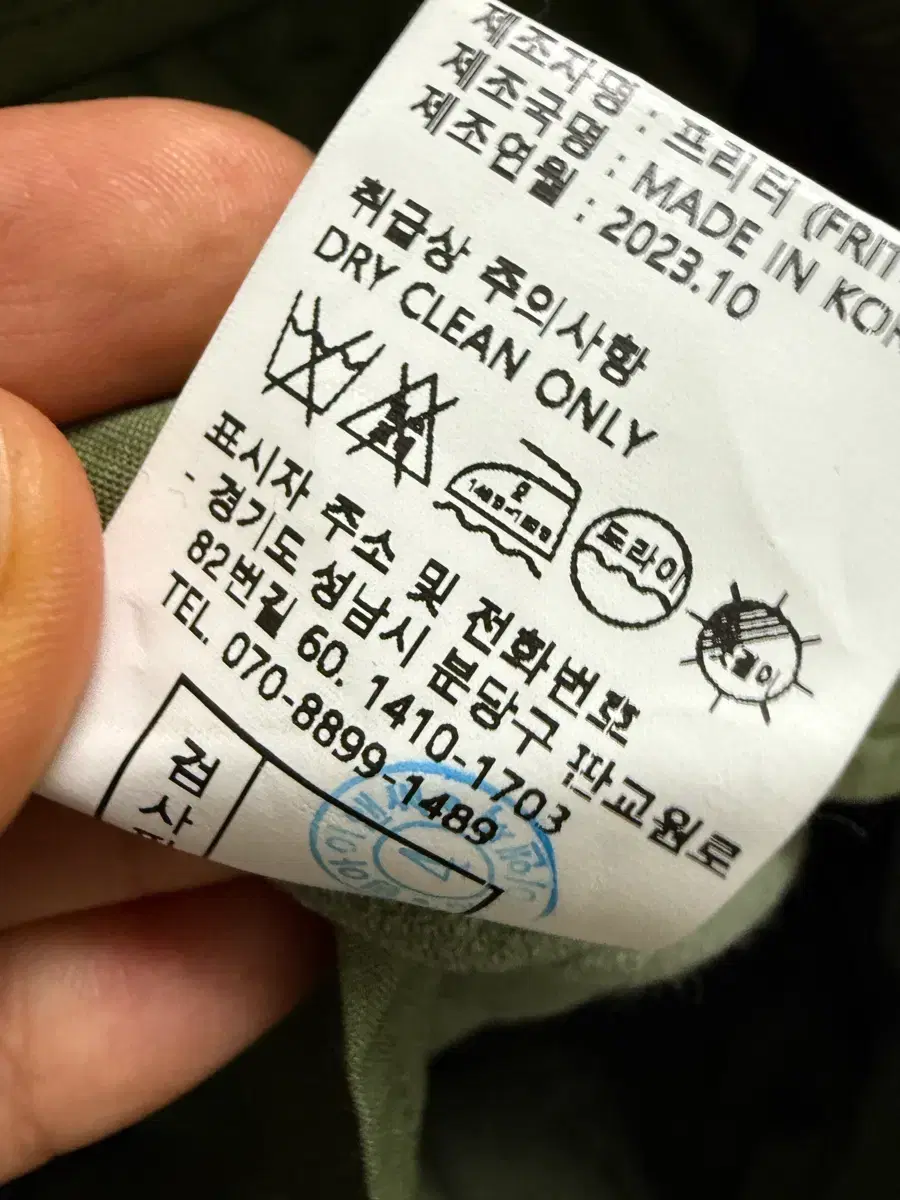 제조자명 : 프리터 (FRIT
제조국명 : MADE IN KOR
제조연월 : 2023.10
취급상 주의사항
DRY CLEAN ONLY
드라이
표시자 주소 및 전화번호
- 경기도 성남시 분당구 판교원로
82번길 60. 1410-1703
TEL. 070-8899-1489
검
사